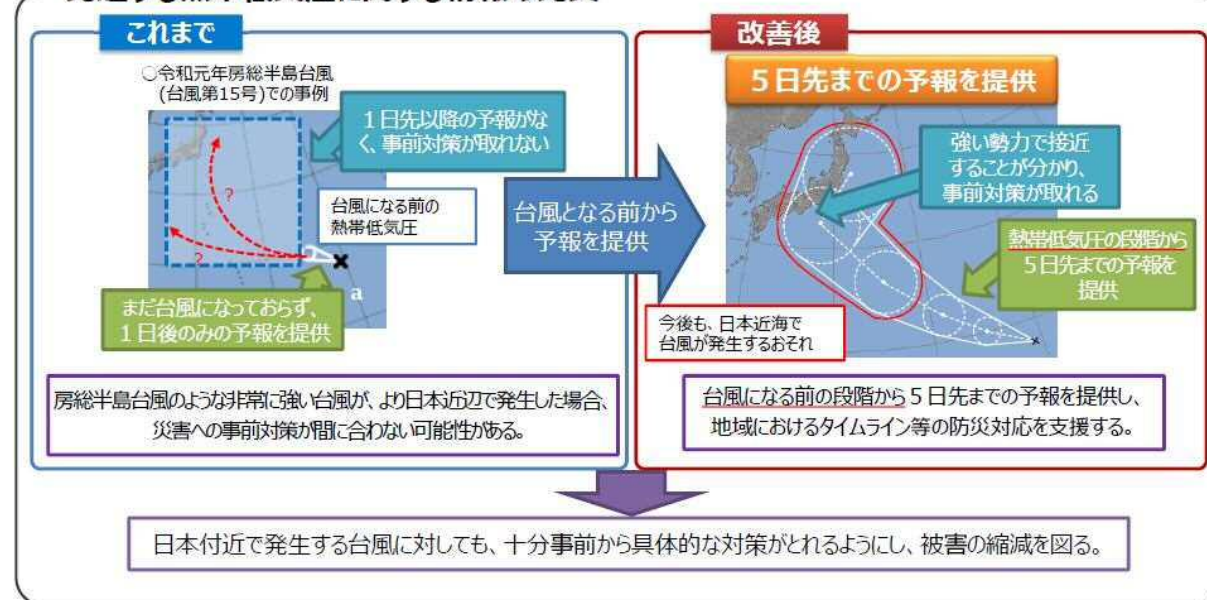 これまで
○令和元年房総半島台風
(台風第15号)での事例
1日先以降の予報がな
く、事前対策が取れない
?
?
台風になる前の
熱帯低気圧
a
まだ台風になっておらず、
1日後のみの予報を提供
房総半島台風のような非常に強い台風が、より日本近辺で発生した場合、
災害への事前対策が間に合わない可能性がある。
台風となる前から
予報を提供
改善後
5日先までの予報を提供
強い勢力で接近
することが分かり、
事前対策が取れる
熱帯低気圧の段階から
5日先までの予報を
提供
今後も、日本近海で
台風が発生するおそれ
台風になる前の段階から5日先までの予報を提供し、
地域におけるタイムライン等の防災対応を支援する。
日本付近で発生する台風に対しても、十分事前から具体的な対策がとれるようにし、被害の縮減を図る。